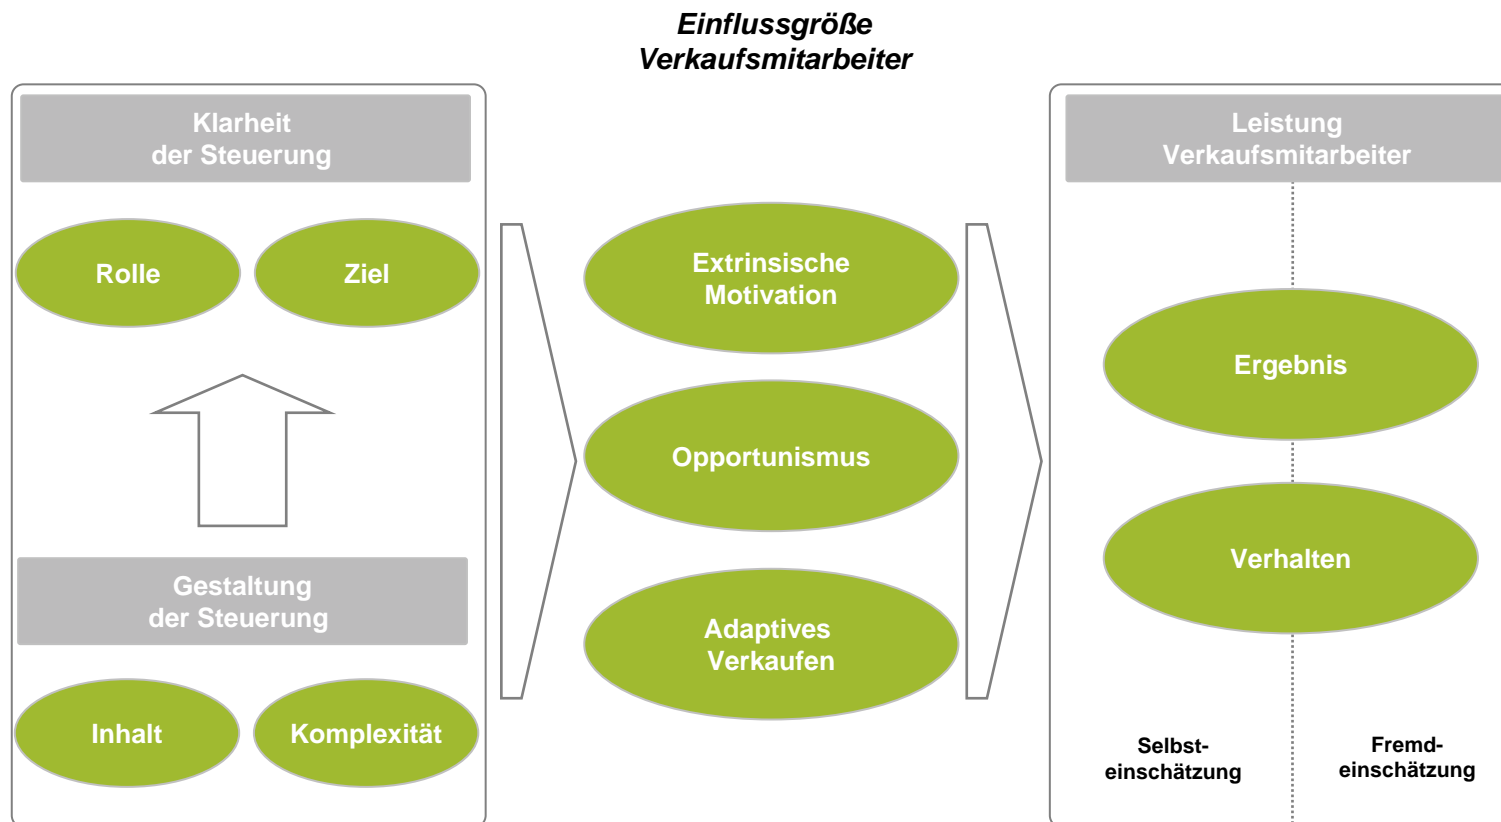 Einflussgröße
Verkaufsmitarbeiter
Klarheit
der Steuerung
Rolle
Ziel
Gestaltung
der Steuerung
Inhalt
Komplexität
Extrinsische
Motivation
Opportunismus
Adaptives
Verkaufen
Leistung
Verkaufsmitarbeiter
Ergebnis
Verhalten
Selbst-
einschätzung
Fremd-
einschätzung